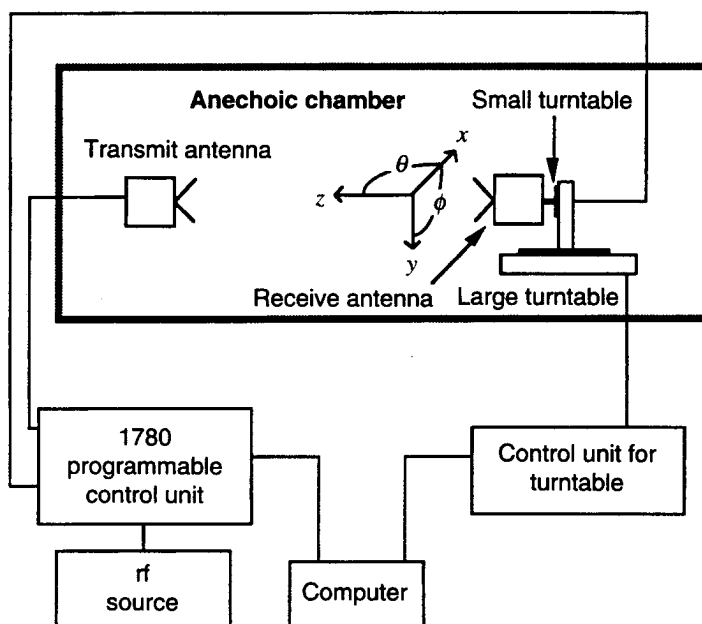 Anechoic chamber
Small turntable
Transmit antenna
x
θ
z
ϕ
y
Receive antenna
Large turntable
1780
programmable
control unit
Control unit for
turntable
rf
source
Computer